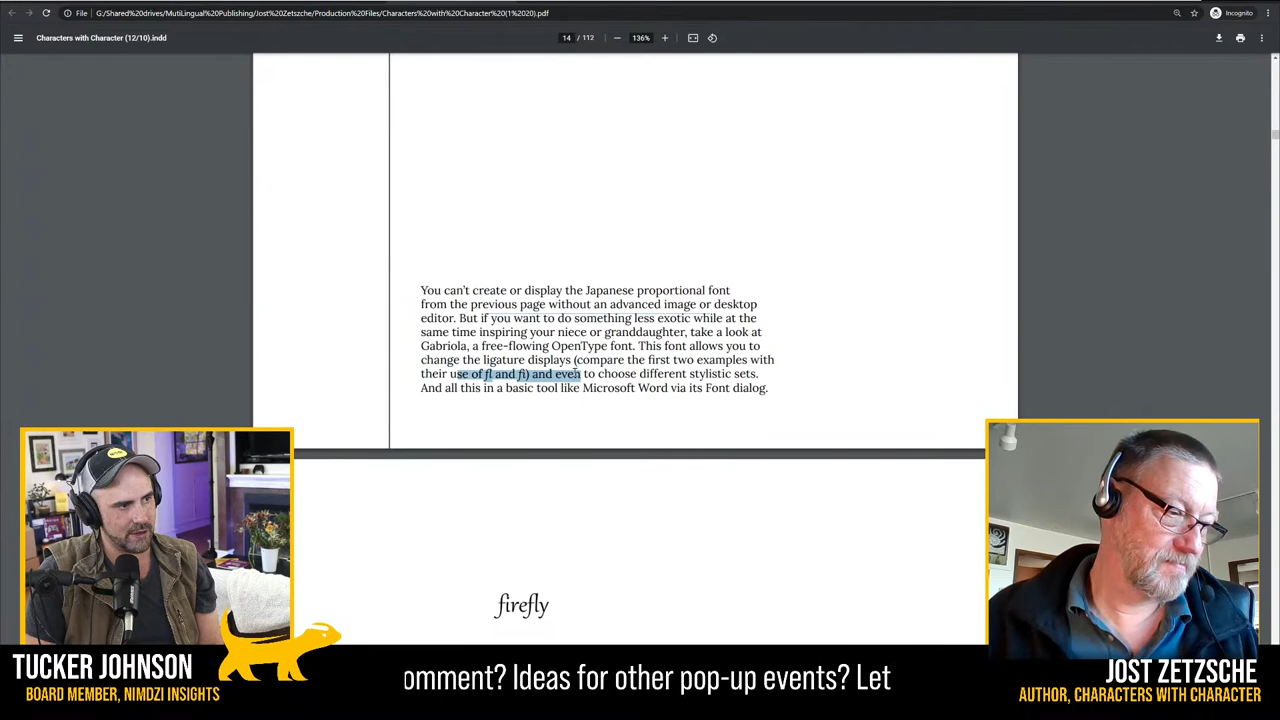 File G:/Shared%20drives/MutiLingual%20Publishing/Jost%20Zetszche/Production%20Files/Characters%20with%20Character%20(1%2020).pdf
Incognito
Characters with Character (12/10).indd
14 / 112 — 136% +
You can't create or display the Japanese proportional font
from the previous page without an advanced image or desktop
editor. But if you want to do something less exotic while at the
same time inspiring your niece or granddaughter, take a look at
Gabriola, a free-flowing OpenType font. This font allows you to
change the ligature displays (compare the first two examples with
their use of fl and fi) and even to choose different stylistic sets.
And all this in a basic tool like Microsoft Word via its Font dialog.
firefly
TUCKER JOHNSON
BOARD MEMBER, NIMDZI INSIGHTS
omment? Ideas for other pop-up events? Let
JOST ZETZSCHE
AUTHOR, CHARACTERS WITH CHARACTER